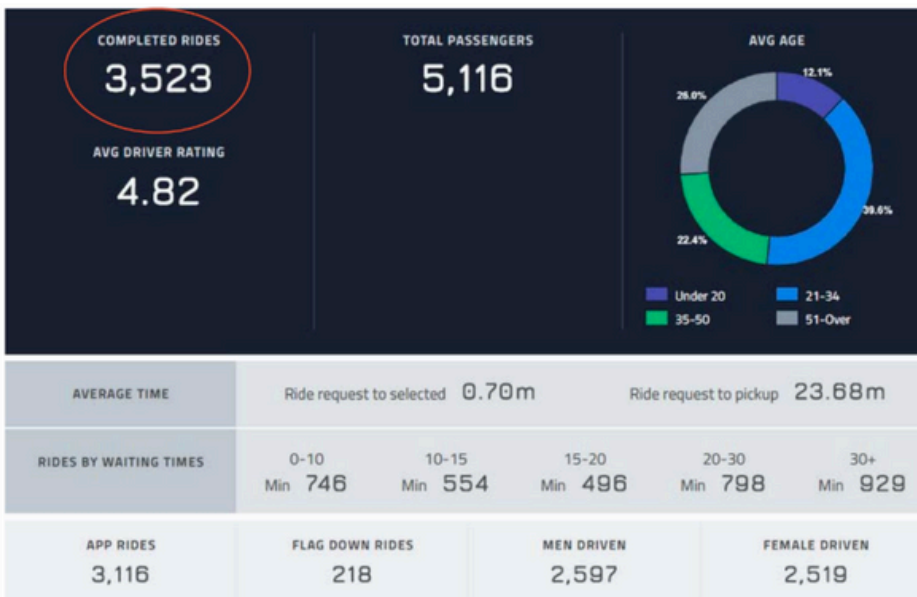 COMPLETED RIDES
3,523
AVG DRIVER RATING
4.82
TOTAL PASSENGERS
5,116
AVG AGE
12.1%
39.6%
22.4%
25.0%
Under 20
21-34
35-50
51-Over
AVERAGE TIME
Ride request to selected 0.70m
Ride request to pickup 23.68m
RIDES BY WAITING TIMES
0-10
Min 746
10-15
Min 554
15-20
Min 496
20-30
Min 798
30+
Min 929
APP RIDES
3,116
FLAG DOWN RIDES
218
MEN DRIVEN
2,597
FEMALE DRIVEN
2,519